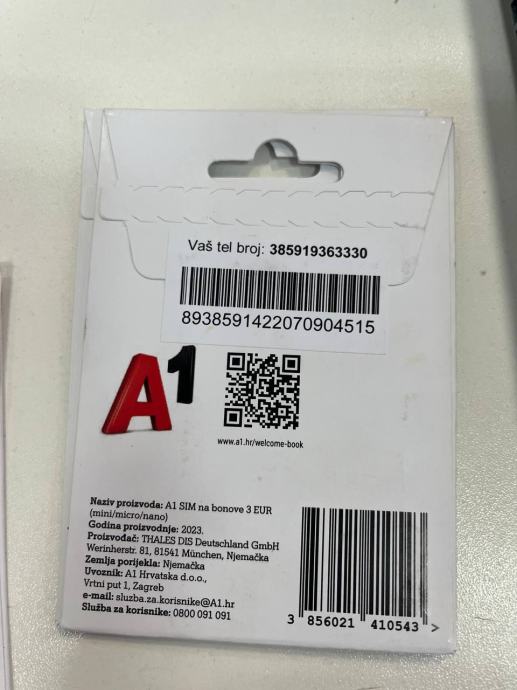 Vaš tel broj: 385919363330
8938591422070904515
A1
www.a1.hr/welcome-book
Naziv proizvoda: A1 SIM na bonove 3 EUR
(mini/micro/nano)
Godina proizvodnje: 2023.
Proizvođač: THALES DIS Deutschland GmbH
Werinherstr. 81, 81541 München, Njemačka
Zemlja porijekla: Njemačka
Uvoznik: A1 Hrvatska d.o.o.,
Vrtni put 1, Zagreb
e-mail: sluzba.za.korisnike@A1.hr
Služba za korisnike: 0800 091 091
3 856021 410543 >